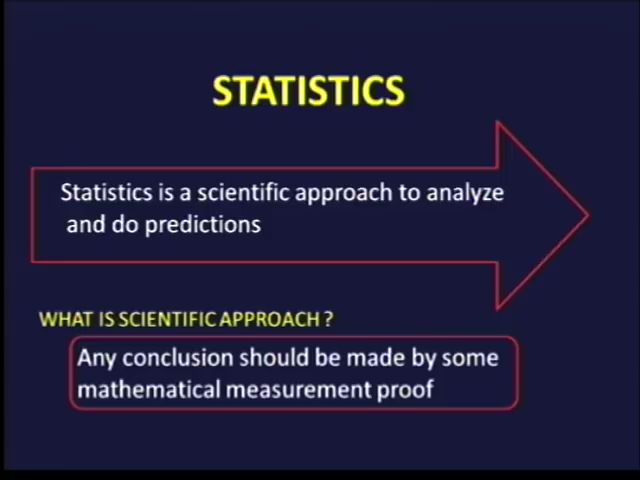 STATISTICS
Statistics is a scientific approach to analyze
and do predictions
WHAT IS SCIENTIFIC APPROACH ?
Any conclusion should be made by some
mathematical measurement proof